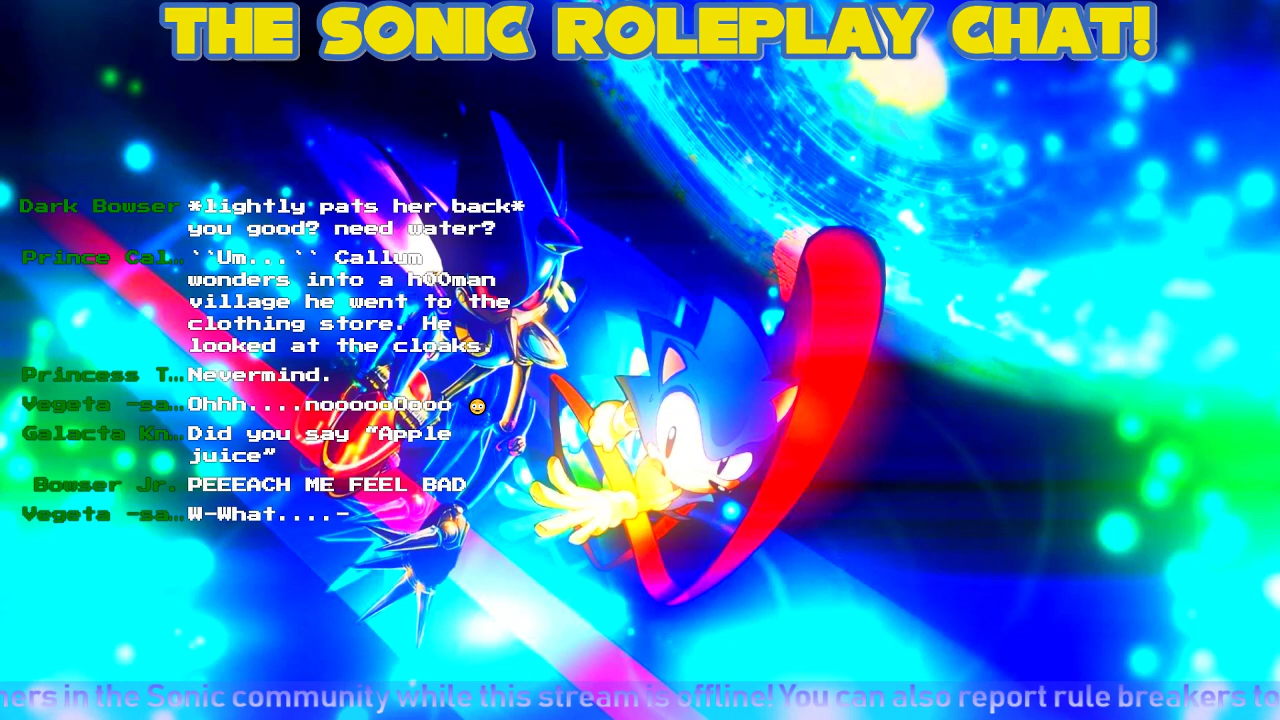 THE SONIC ROLEPLAY CHAT!
Dark Bowser *lightly pats her back*
you good? need water?
Prince Cal… ``Um...`` Callum
wonders into a h00man
village he went to the
clothing store. He
looked at the cloaks
Princess T… Nevermind.
Vegeta -sa… Ohhh....noooooOooo 😳
Galacta Kn… Did you say “Apple
juice”
Bowser Jr. PEEEACH ME FEEL BAD
Vegeta -sa… W-What....-
ners in the Sonic community while this stream is offline! You can also report rule breakers to